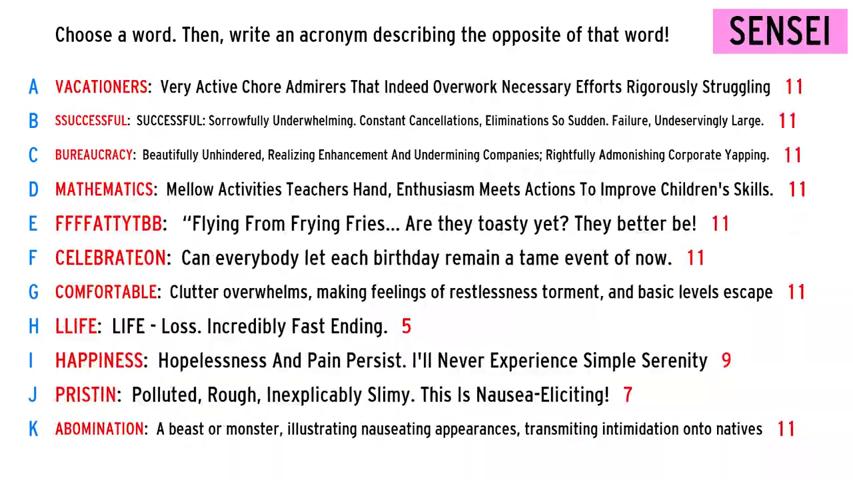 Choose a word. Then, write an acronym describing the opposite of that word!
SENSEI
A VACATIONERS: Very Active Chore Admirers That Indeed Overwork Necessary Efforts Rigorously Struggling 11
B SSUCCESSFUL: SUCCESSFUL: Sorrowfully Underwhelming. Constant Cancellations, Eliminations So Sudden. Failure, Undeservingly Large. 11
C BUREAUCRACY: Beautifully Unhindered, Realizing Enhancement And Undermining Companies; Rightfully Admonishing Corporate Yapping. 11
D MATHEMATICS: Mellow Activities Teachers Hand, Enthusiasm Meets Actions To Improve Children's Skills. 11
E FFFFATTYTBB: “Flying From Frying Fries... Are they toasty yet? They better be! 11
F CELEBRATEON: Can everybody let each birthday remain a tame event of now. 11
G COMFORTABLE: Clutter overwhelms, making feelings of restlessness torment, and basic levels escape 11
H LLIFE: LIFE - Loss. Incredibly Fast Ending. 5
I HAPPINESS: Hopelessness And Pain Persist. I'll Never Experience Simple Serenity 9
J PRISTIN: Polluted, Rough, Inexplicably Slimy. This Is Nausea-Eliciting! 7
K ABOMINATION: A beast or monster, illustrating nauseating appearances, transmiting intimidation onto natives 11